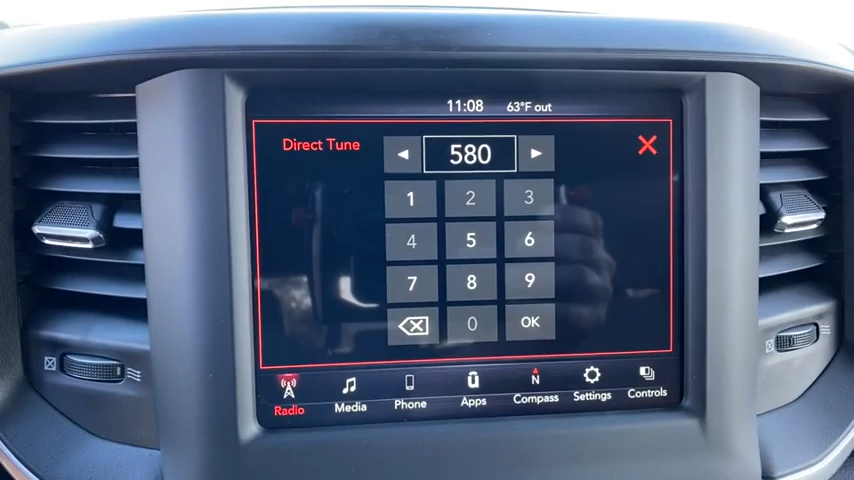 11:08 63°F out
Direct Tune
580
1 2 3
4 5 6
7 8 9
0 OK
Radio Media Phone Apps N Compass Settings Controls